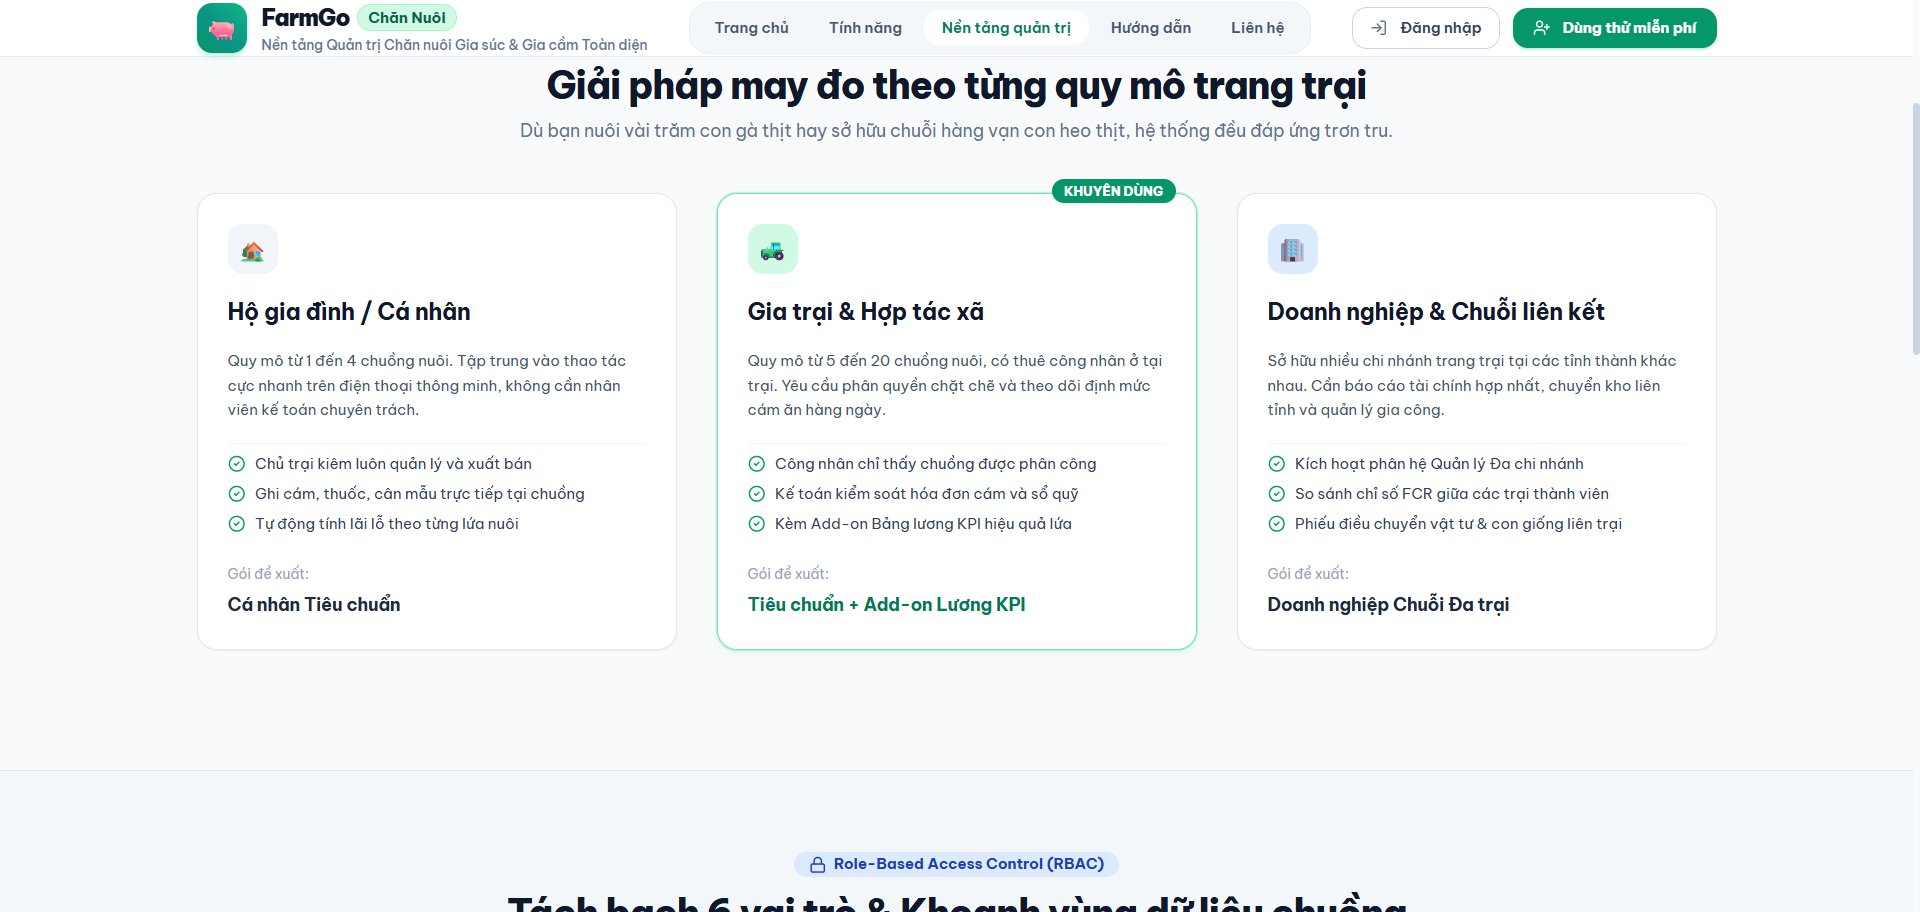 FarmGo Chăn Nuôi
Nền tảng Quản trị Chăn nuôi Gia súc & Gia cầm Toàn diện
Trang chủ
Tính năng
Nền tảng quản trị
Hướng dẫn
Liên hệ
Đăng nhập
Dùng thử miễn phí
Giải pháp may đo theo từng quy mô trang trại
Dù bạn nuôi vài trăm con gà thịt hay sở hữu chuỗi hàng vạn con heo thịt, hệ thống đều đáp ứng trơn tru.
Hộ gia đình / Cá nhân
Quy mô từ 1 đến 4 chuồng nuôi. Tập trung vào thao tác
cực nhanh trên điện thoại thông minh, không cần nhân
viên kế toán chuyên trách.
Chủ trại kiêm luôn quản lý và xuất bán
Ghi cám, thuốc, cân mẫu trực tiếp tại chuồng
Tự động tính lãi lỗ theo từng lứa nuôi
Gói đề xuất:
Cá nhân Tiêu chuẩn
KHUYÊN DÙNG
Gia trại & Hợp tác xã
Quy mô từ 5 đến 20 chuồng nuôi, có thuê công nhân ở tại
trại. Yêu cầu phân quyền chặt chẽ và theo dõi định mức
cám ăn hàng ngày.
Công nhân chỉ thấy chuồng được phân công
Kế toán kiểm soát hóa đơn cám và sổ quỹ
Kèm Add-on Bảng lương KPI hiệu quả lứa
Gói đề xuất:
Tiêu chuẩn + Add-on Lương KPI
Doanh nghiệp & Chuỗi liên kết
Sở hữu nhiều chi nhánh trang trại tại các tỉnh thành khác
nhau. Cần báo cáo tài chính hợp nhất, chuyển kho liên
tỉnh và quản lý gia công.
Kích hoạt phân hệ Quản lý Đa chi nhánh
So sánh chỉ số FCR giữa các trại thành viên
Phiếu điều chuyển vật tư & con giống liên trại
Gói đề xuất:
Doanh nghiệp Chuỗi Đa trại
Role-Based Access Control (RBAC)
Tách bạch 6 vai trò & Khoanh vùng dữ liệu chuồng